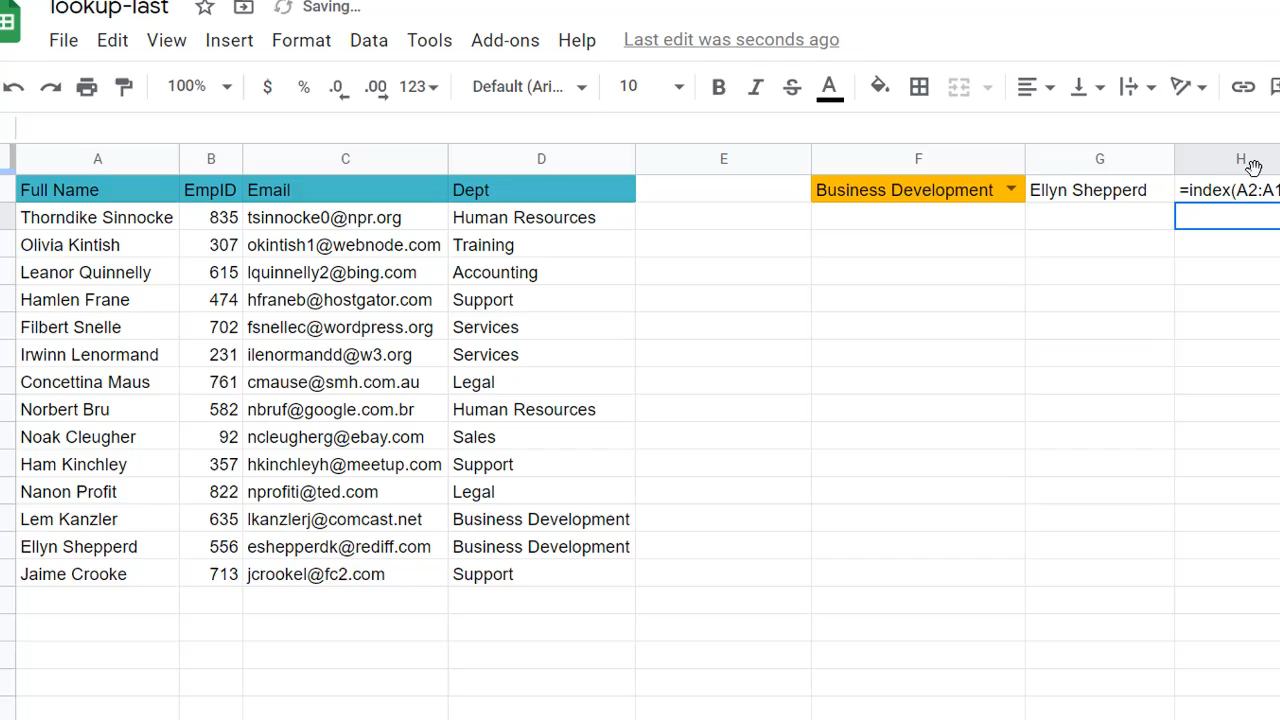 lookup-last Saving...
File Edit View Insert Format Data Tools Add-ons Help Last edit was seconds ago
100% $ % .0 .00 123 Default (Ari... 10 B I S A
A B C D E F G H
Full Name EmpID Email Dept Business Development Ellyn Shepperd =index(A2:A1
Thorndike Sinnocke 835 tsinnocke0@npr.org Human Resources
Olivia Kintish 307 okintish1@webnode.com Training
Leanor Quinnelly 615 lquinnelly2@bing.com Accounting
Hamlen Frane 474 hfraneb@hostgator.com Support
Filbert Snelle 702 fsnellec@wordpress.org Services
Irwinn Lenormand 231 ilenormandd@w3.org Services
Concettina Maus 761 cmause@smh.com.au Legal
Norbert Bru 582 nbruf@google.com.br Human Resources
Noak Cleugher 92 ncleugherg@ebay.com Sales
Ham Kinchley 357 hkinchleyh@meetup.com Support
Nanon Profit 822 nprofiti@ted.com Legal
Lem Kanzler 635 lkanzlerj@comcast.net Business Development
Ellyn Shepperd 556 eshepperdk@rediff.com Business Development
Jaime Crooke 713 jcrookel@fc2.com Support